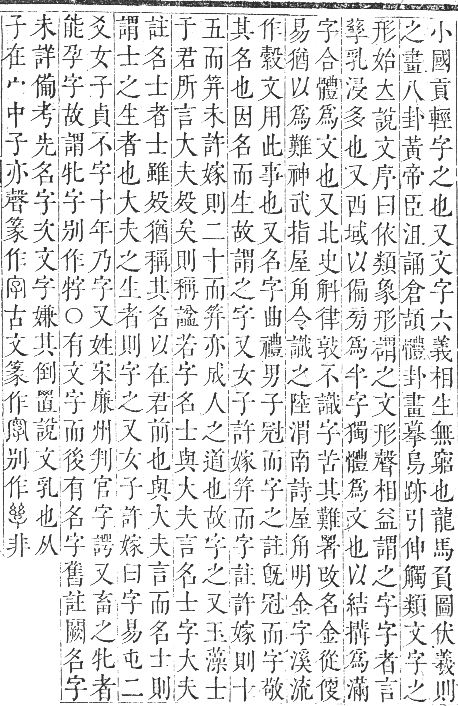 小國貢輕字之也又文字六義相生無窮也龍馬負圖伏羲則
之畫八卦黃帝臣沮誦倉頡體卦畫摹鳥跡引伸觸類文字之
形始立說文序曰依類象形謂之文形聲相益謂之字字者言
孶乳浸多也又西域以偏旁爲半字獨體爲文也以結構爲滿
字合體爲文也又北史斛律敦不識字苦其難署改名金從便
易猶以爲難神武指屋角令識之陸渭南詩屋角明金字溪流
作縠文用此事也又名字曲禮男子冠而字之註旣冠而字敬
其名也因名而生故謂之字又女子許嫁笄而字註許嫁則十
五而笄未許嫁則二十而笄亦成人之道也故字之又玉藻士
于君所言大夫殁矣則稱謚若字名士與大夫言名士字大夫
註名士者士雖殁猶稱其名以在君前也與大夫言而名士則
謂士之生者也大夫之生者則字之又女子許嫁曰字易屯二
爻女子貞不字十年乃字又姓宋廉州判官字諤又畜之牝者
能孕字故謂牝字别作牸○有文字而後有名字舊註闕名字
未詳備考先名字次文字嫌其倒置說文乳也从
子在宀中子亦聲篆作𡦂古文篆作𡦂别作孶非